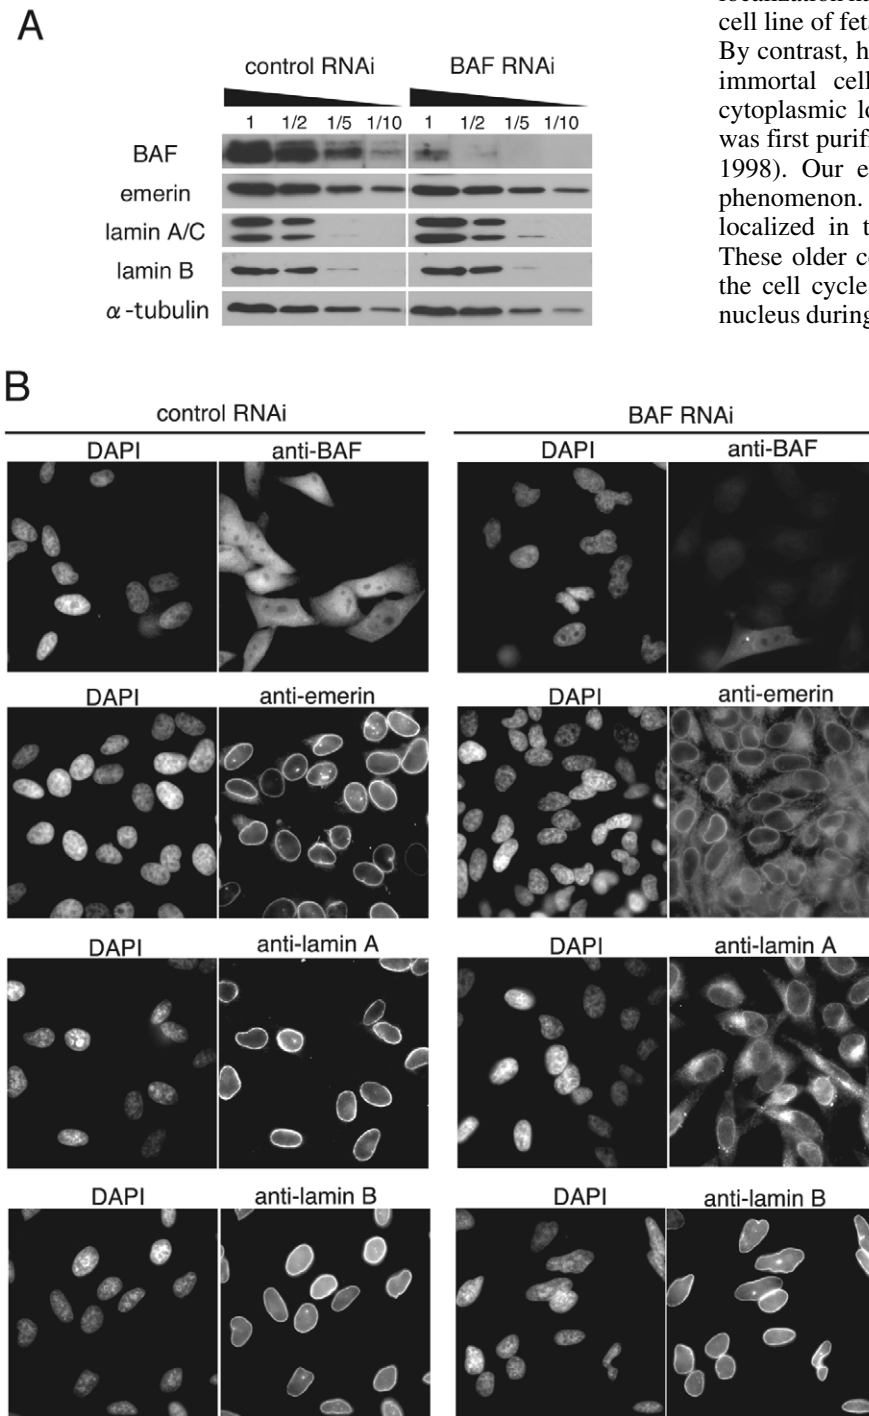 A
control RNAi BAF RNAi
1 1/2 1/5 1/10 1 1/2 1/5 1/10
BAF
emerin
lamin A/C
lamin B
α-tubulin
cell line of feta
By contrast, h
immortal cell
cytoplasmic lo
was first purifi
1998). Our e
phenomenon.
localized in t
These older c
the cell cycle
nucleus during
B
control RNAi BAF RNAi
DAPI anti-BAF DAPI anti-BAF
DAPI anti-emerin DAPI anti-emerin
DAPI anti-lamin A DAPI anti-lamin A
DAPI anti-lamin B DAPI anti-lamin B